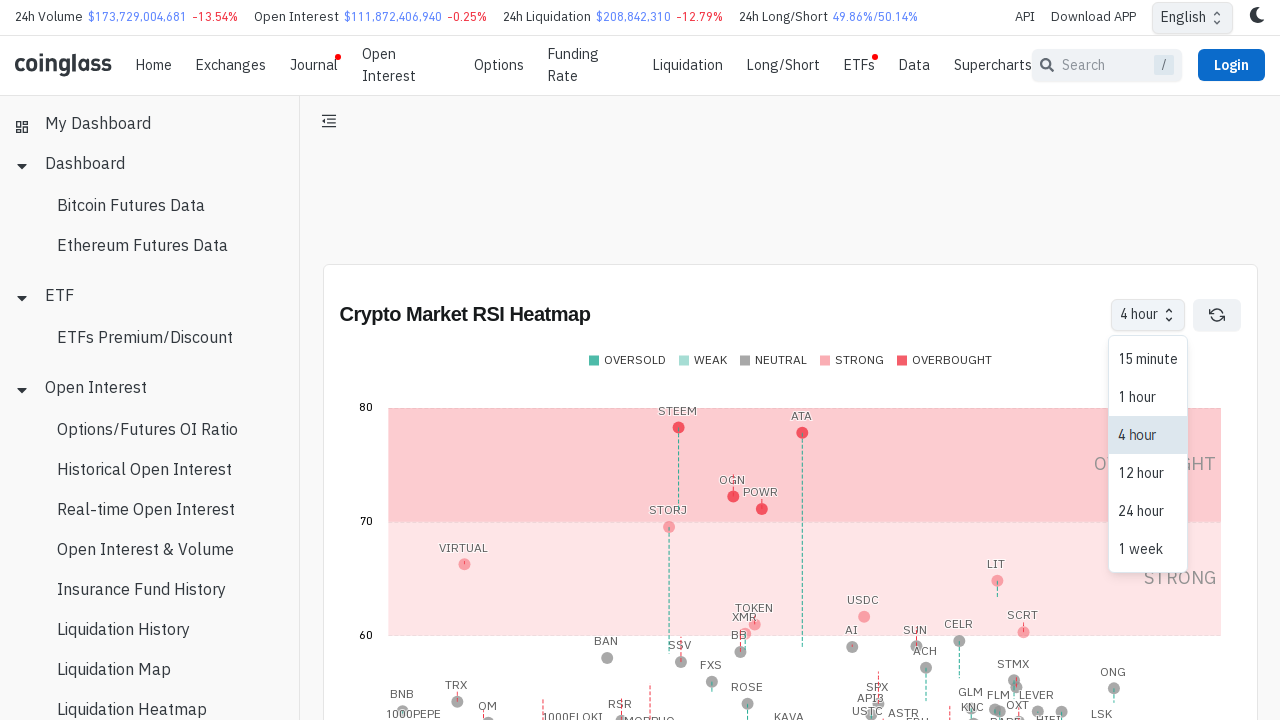 24h Volume $173,729,004,681 -13.54% Open Interest $111,872,406,940 -0.25% 24h Liquidation $208,842,310 -12.79% 24h Long/Short 49.86%/50.14% API Download APP English
coinglass Home Exchanges Journal Open Interest Options Funding Rate Liquidation Long/Short ETFs Data Supercharts Search / Login
My Dashboard
Dashboard
Bitcoin Futures Data
Ethereum Futures Data
ETF
ETFs Premium/Discount
Open Interest
Options/Futures OI Ratio
Historical Open Interest
Real-time Open Interest
Open Interest & Volume
Insurance Fund History
Liquidation History
Liquidation Map
Liquidation Heatmap
Crypto Market RSI Heatmap 4 hour
15 minute
1 hour
4 hour
12 hour
24 hour
1 week
OVERSOLD WEAK NEUTRAL STRONG OVERBOUGHT
80
STEEM
ATA
OGN
POWR
STORJ
70
VIRTUAL
LIT
STRONG
USDC
TOKEN
XMR
SCRT
60
BAN
SSV
BB
AI
SUN
CELR
ACH
FXS
STMX
ONG
BNB
TRX
ROSE
SPX
GLM
FLM
LEVER
1000PEPE
OM
RSR
API3
USTC
ASTR
KNC
OXT
LSK
1000FLOKI
KAVA